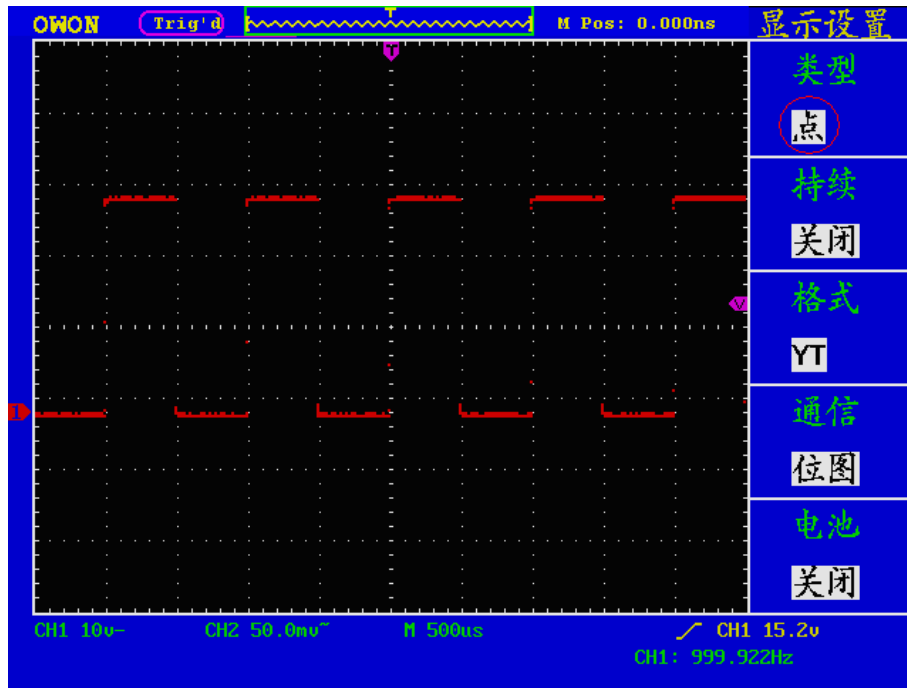 OWON Trig'd T M Pos: 0.000ns 显示设置
T
类型
点
持续
关闭
V
格式
YT
1
通信
位图
电池
关闭
CH1 10v- CH2 50.0mv~ M 500us CH1 15.2v
CH1: 999.922Hz